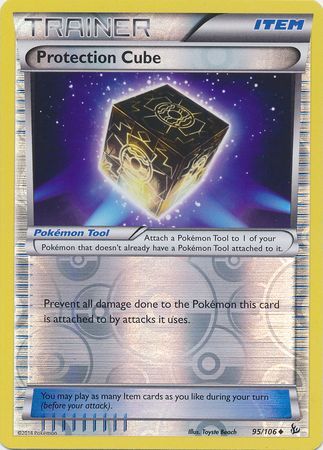 TRAINER
ITEM
Protection Cube
Pokémon Tool
Attach a Pokémon Tool to 1 of your
Pokémon that doesn't already have a Pokémon Tool attached to it.
Prevent all damage done to the Pokémon this card
is attached to by attacks it uses.
You may play as many Item cards as you like during your turn
(before your attack).
©2014 Pokémon
Illus. Toyste Beach
95/106